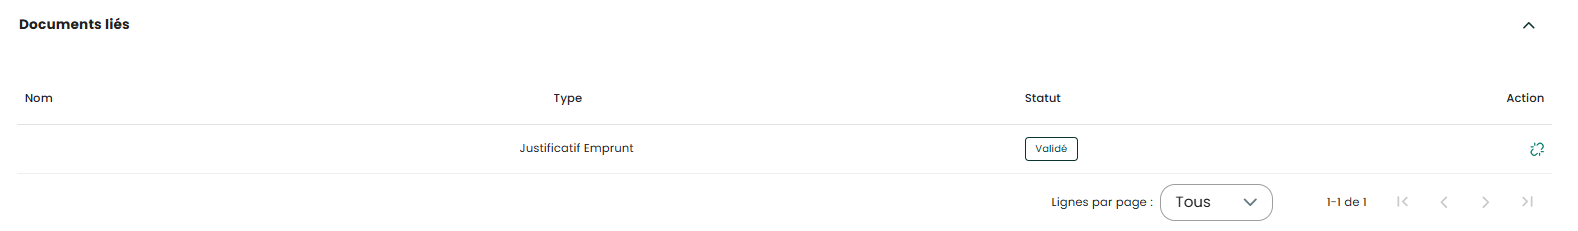 Documents liés
Nom Type Statut Action
Justificatif Emprunt Validé
Lignes par page : Tous 1-1 de 1